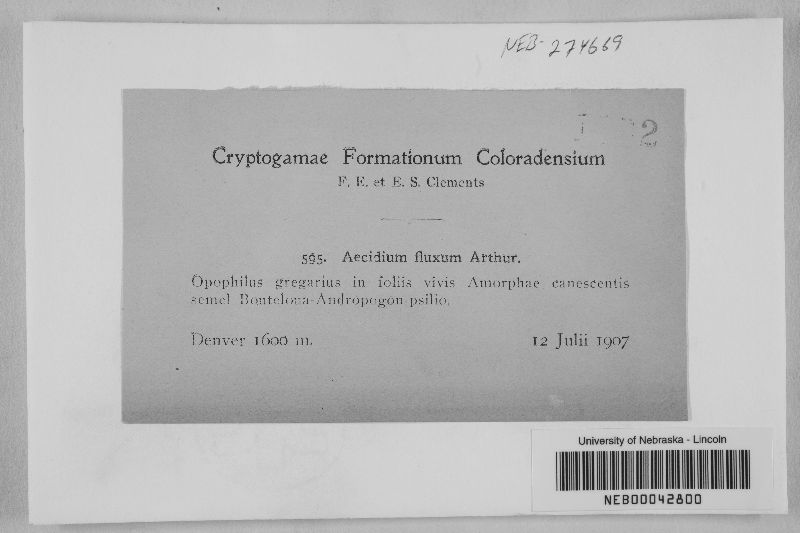 NEB-274669
2
Cryptogamae Formationum Coloradensium
F. E. et E. S. Clements
595. Aecidium fluxum Arthur.
Opophilus gregarius in foliis vivis Amorphae canescentis
semel Bouteloua-Andropogon-psilio.
Denver 1600 m. 12 Julii 1907
University of Nebraska - Lincoln
NEB00042800